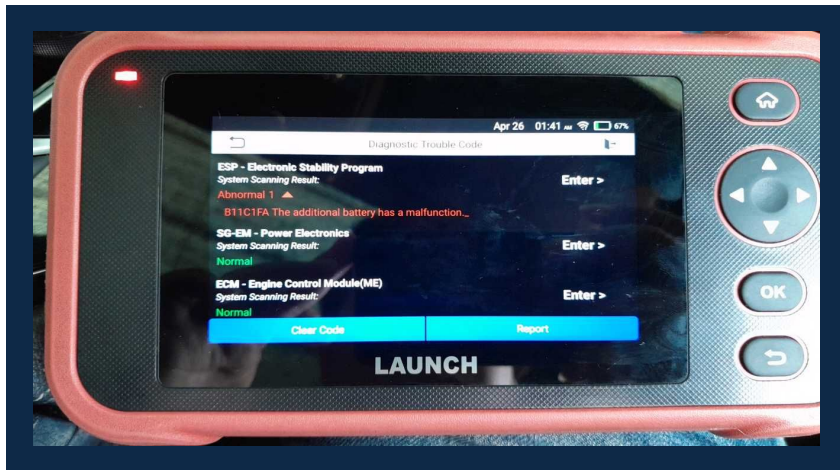 Apr 26 01:41 AM 67%
Diagnostic Trouble Code
ESP - Electronic Stability Program
System Scanning Result:
Enter >
Abnormal 1
B11C1FA The additional battery has a malfunction._
SG-EM - Power Electronics
System Scanning Result:
Enter >
Normal
ECM - Engine Control Module(ME)
System Scanning Result:
Enter >
Normal
Clear Code
Report
LAUNCH
OK